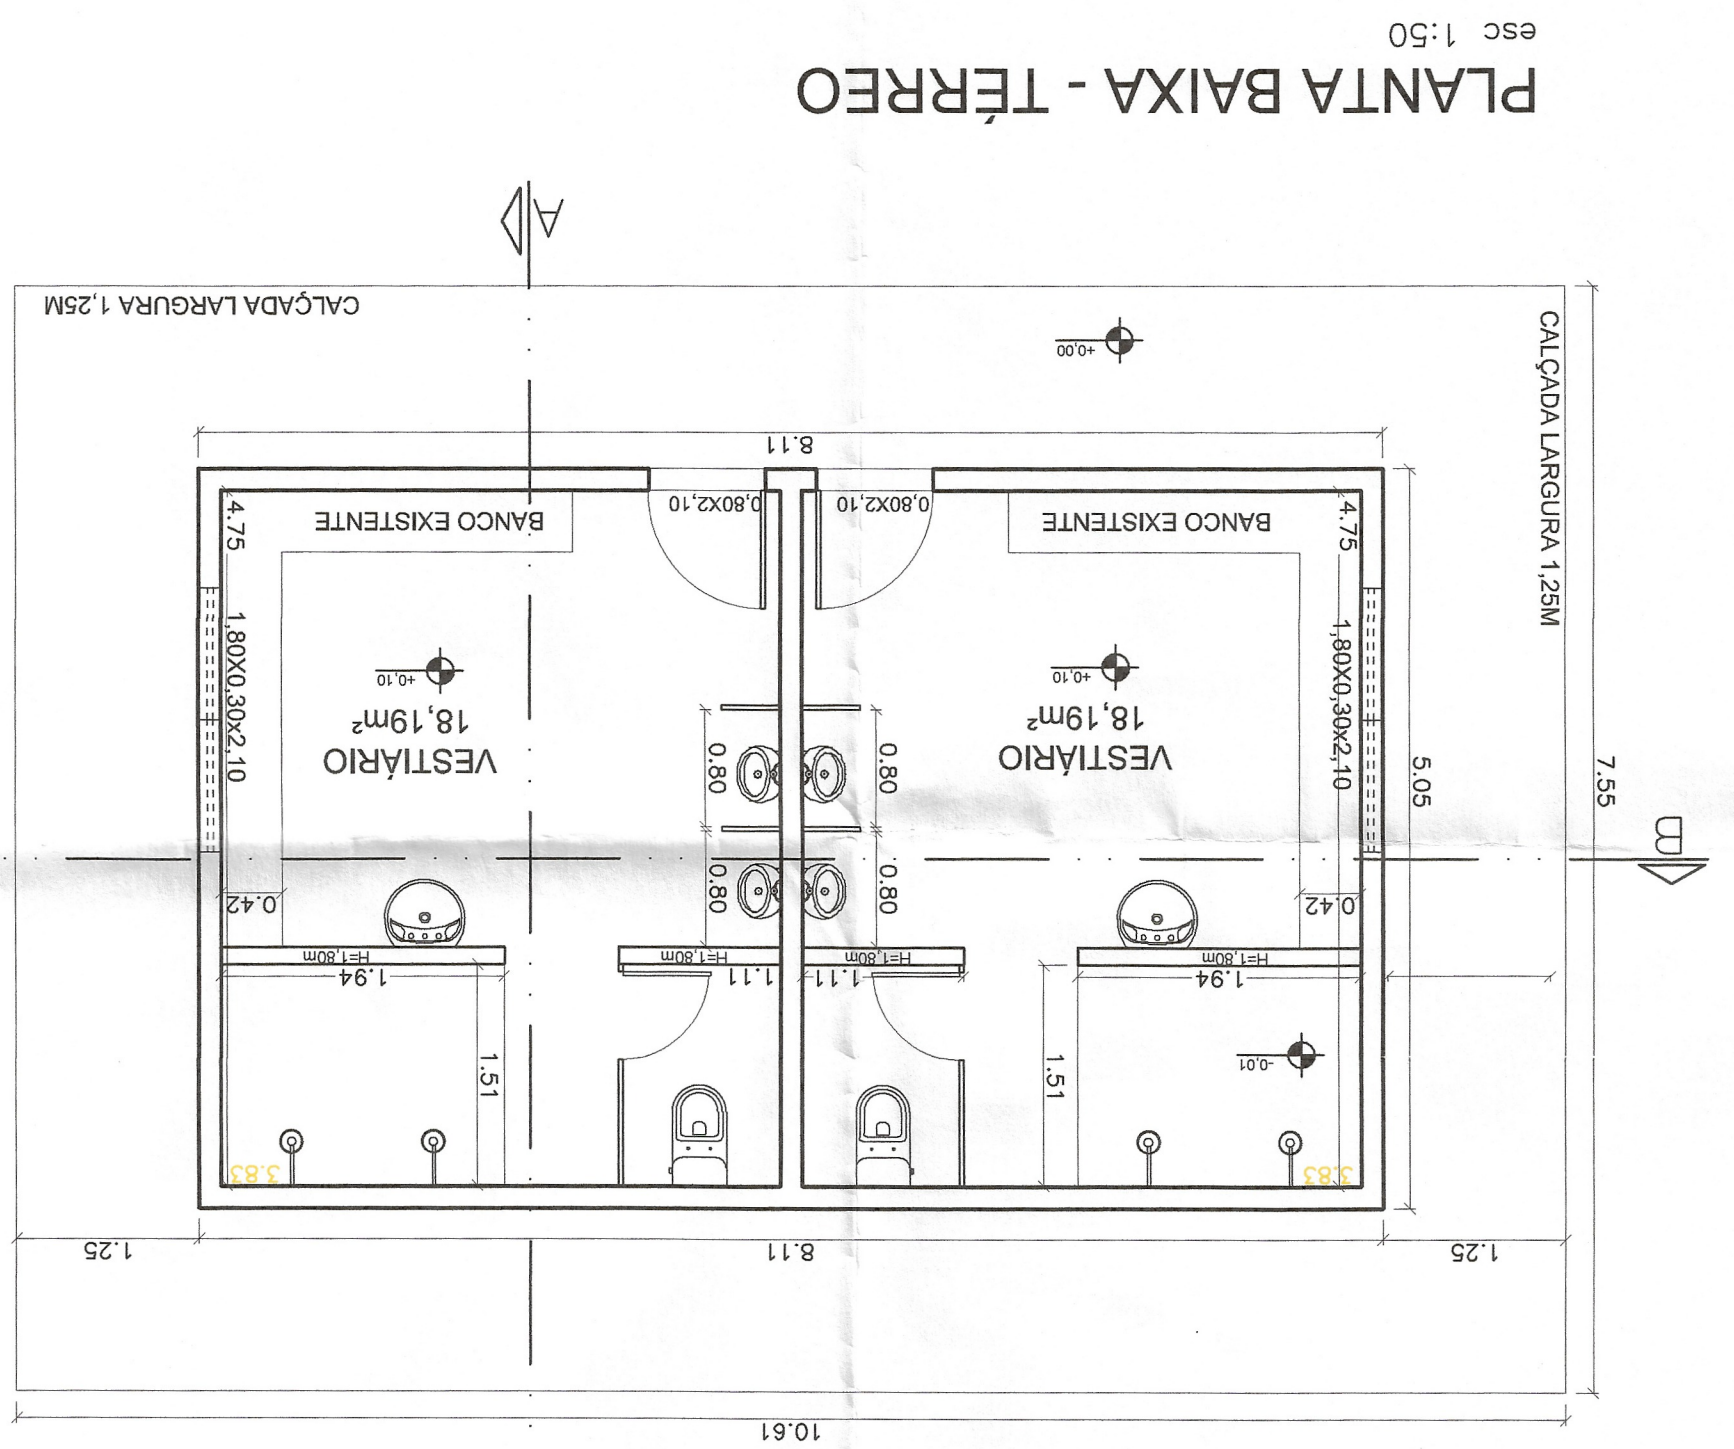 10.61
1.25
8.11
1.25
3.83
3.83
1.51
1.51
-0,01
1.94
1.11
1.11
1.94
H=1,80m
H=1,80m
H=1,80m
H=1,80m
0.42
0.42
0.80
0.80
B
7.55
5.05
0.80
0.80
VESTIÁRIO
18,19m²
+0,10
VESTIÁRIO
18,19m²
+0,10
1,80X0,30x2,10
1,80X0,30x2,10
4.75
BANCO EXISTENTE
0,80X2,10
0,80X2,10
BANCO EXISTENTE
4.75
8.11
+0,00
CALÇADA LARGURA 1,25M
CALÇADA LARGURA 1,25M
A
PLANTA BAIXA - TÉRREO
esc 1:50